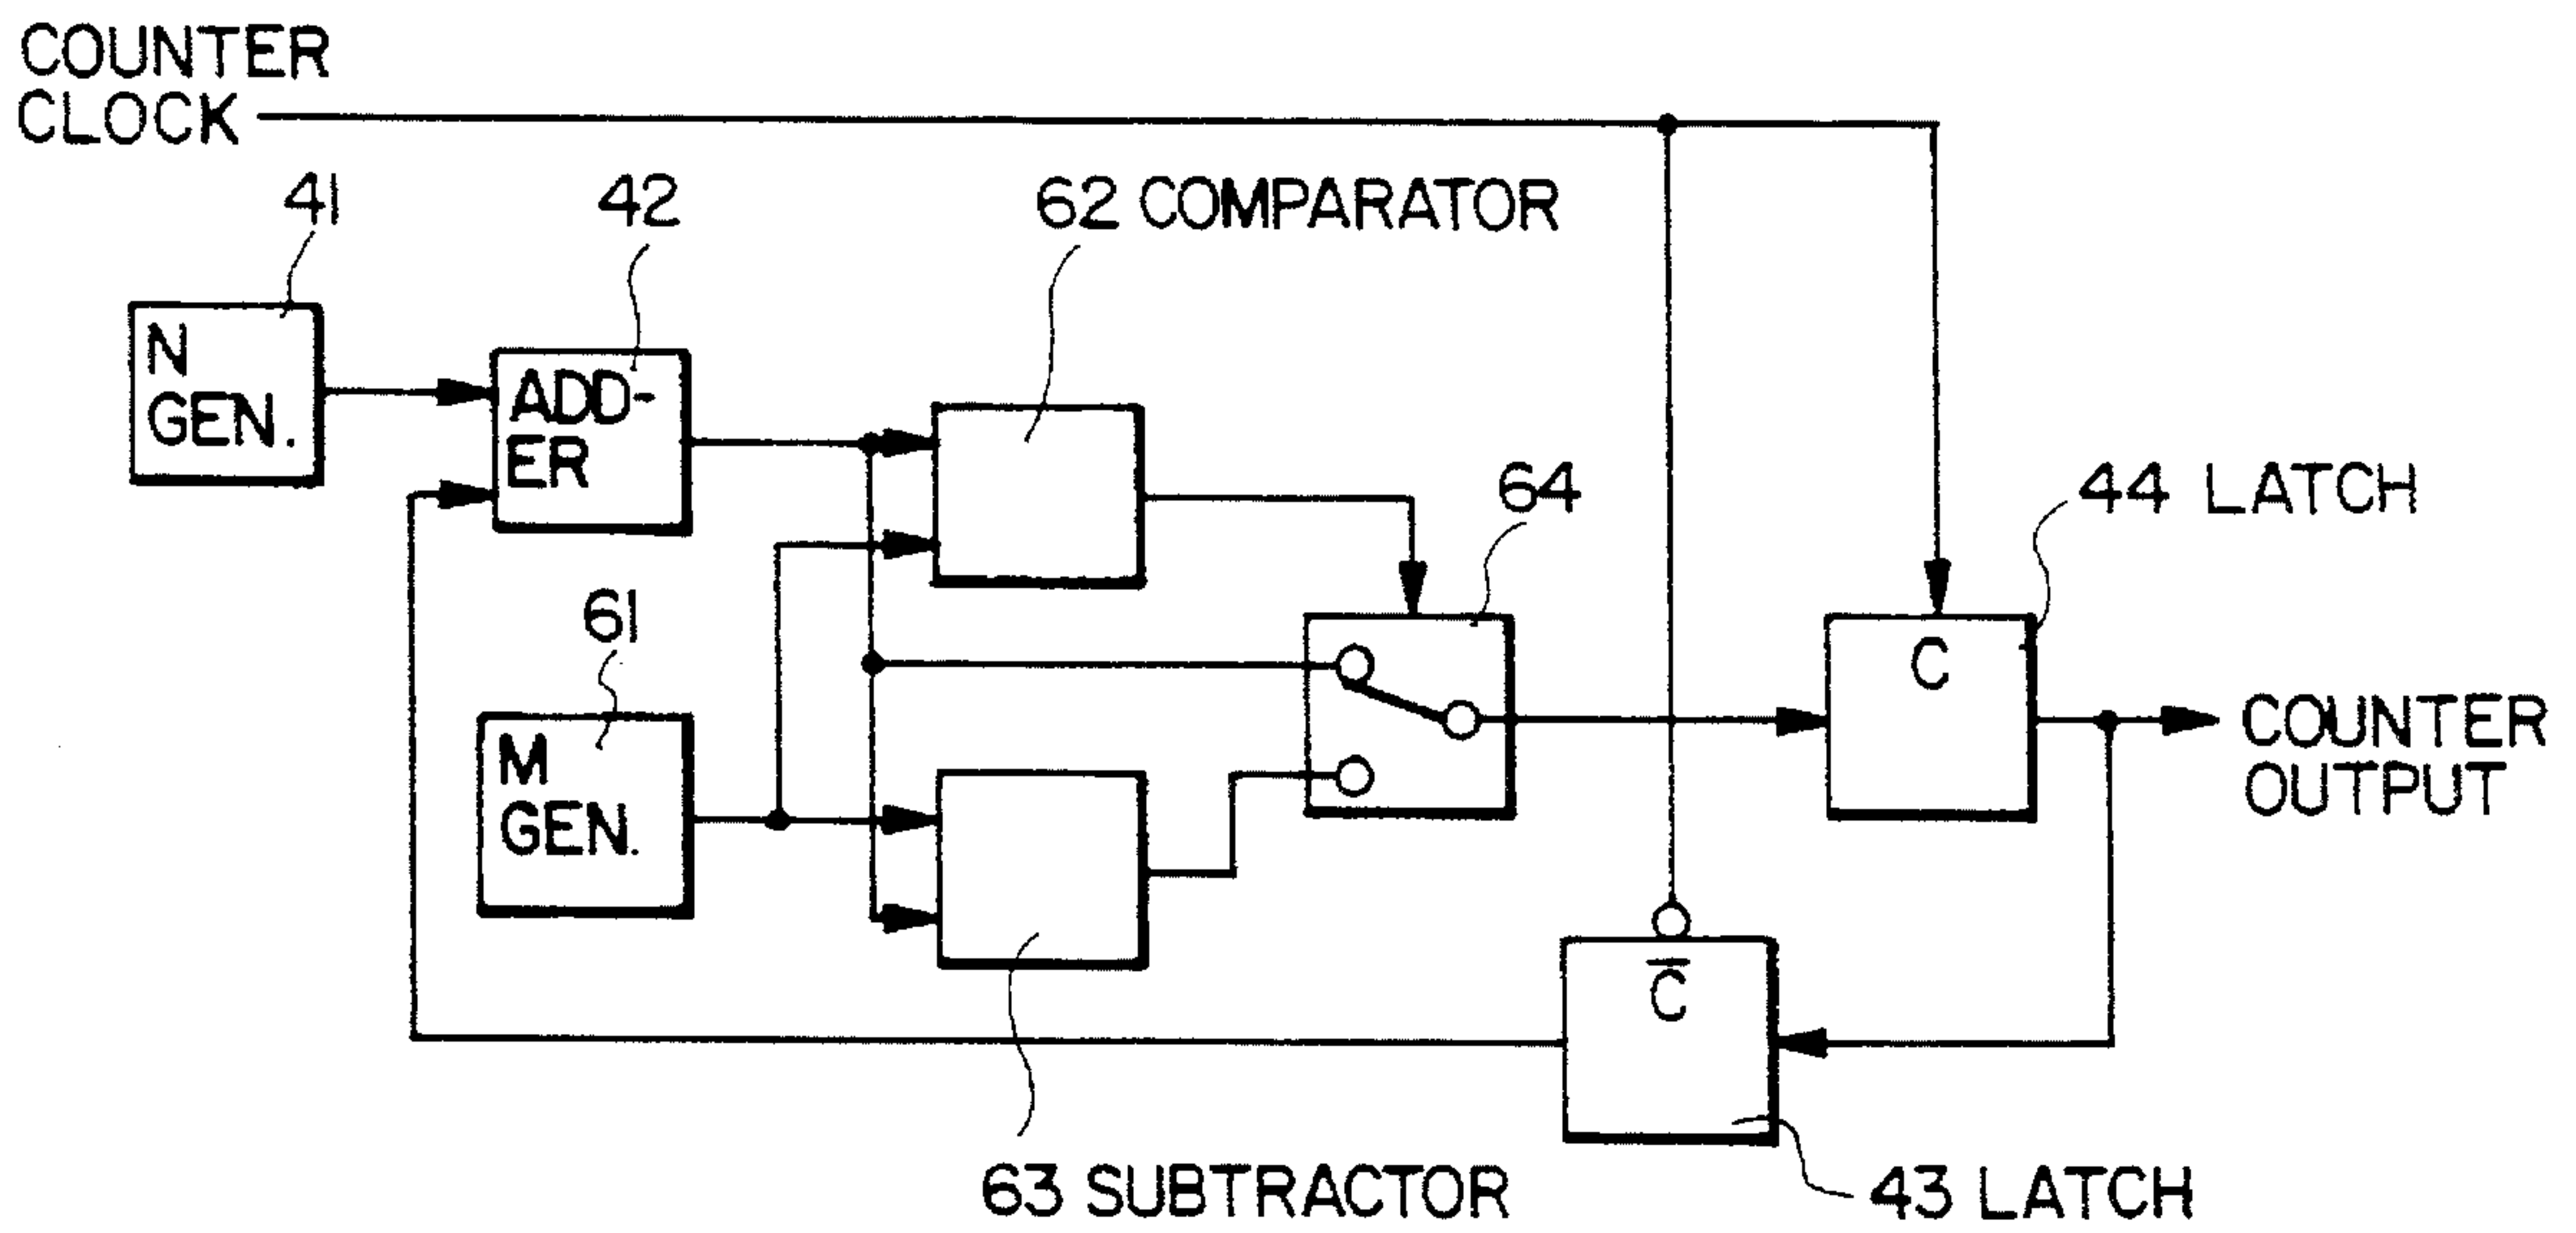 COUNTER
CLOCK
41
42
62 COMPARATOR
N
GEN.
ADD-
ER
64
44 LATCH
61
C
M
GEN.
COUNTER
OUTPUT
C̅
63 SUBTRACTOR
43 LATCH